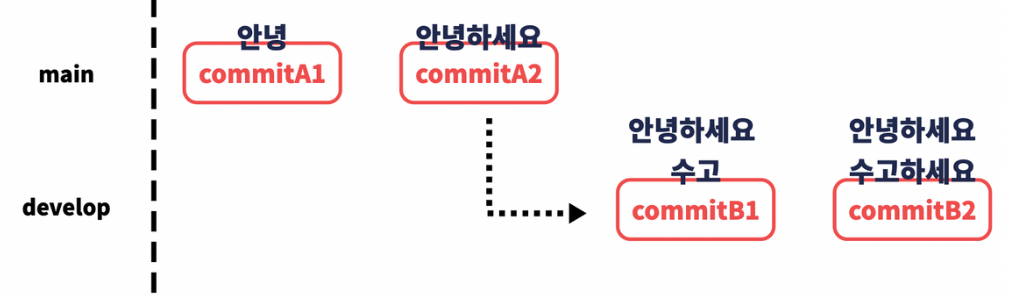 안녕
안녕하세요
main
commitA1
commitA2
안녕하세요
수고
안녕하세요
수고하세요
develop
commitB1
commitB2